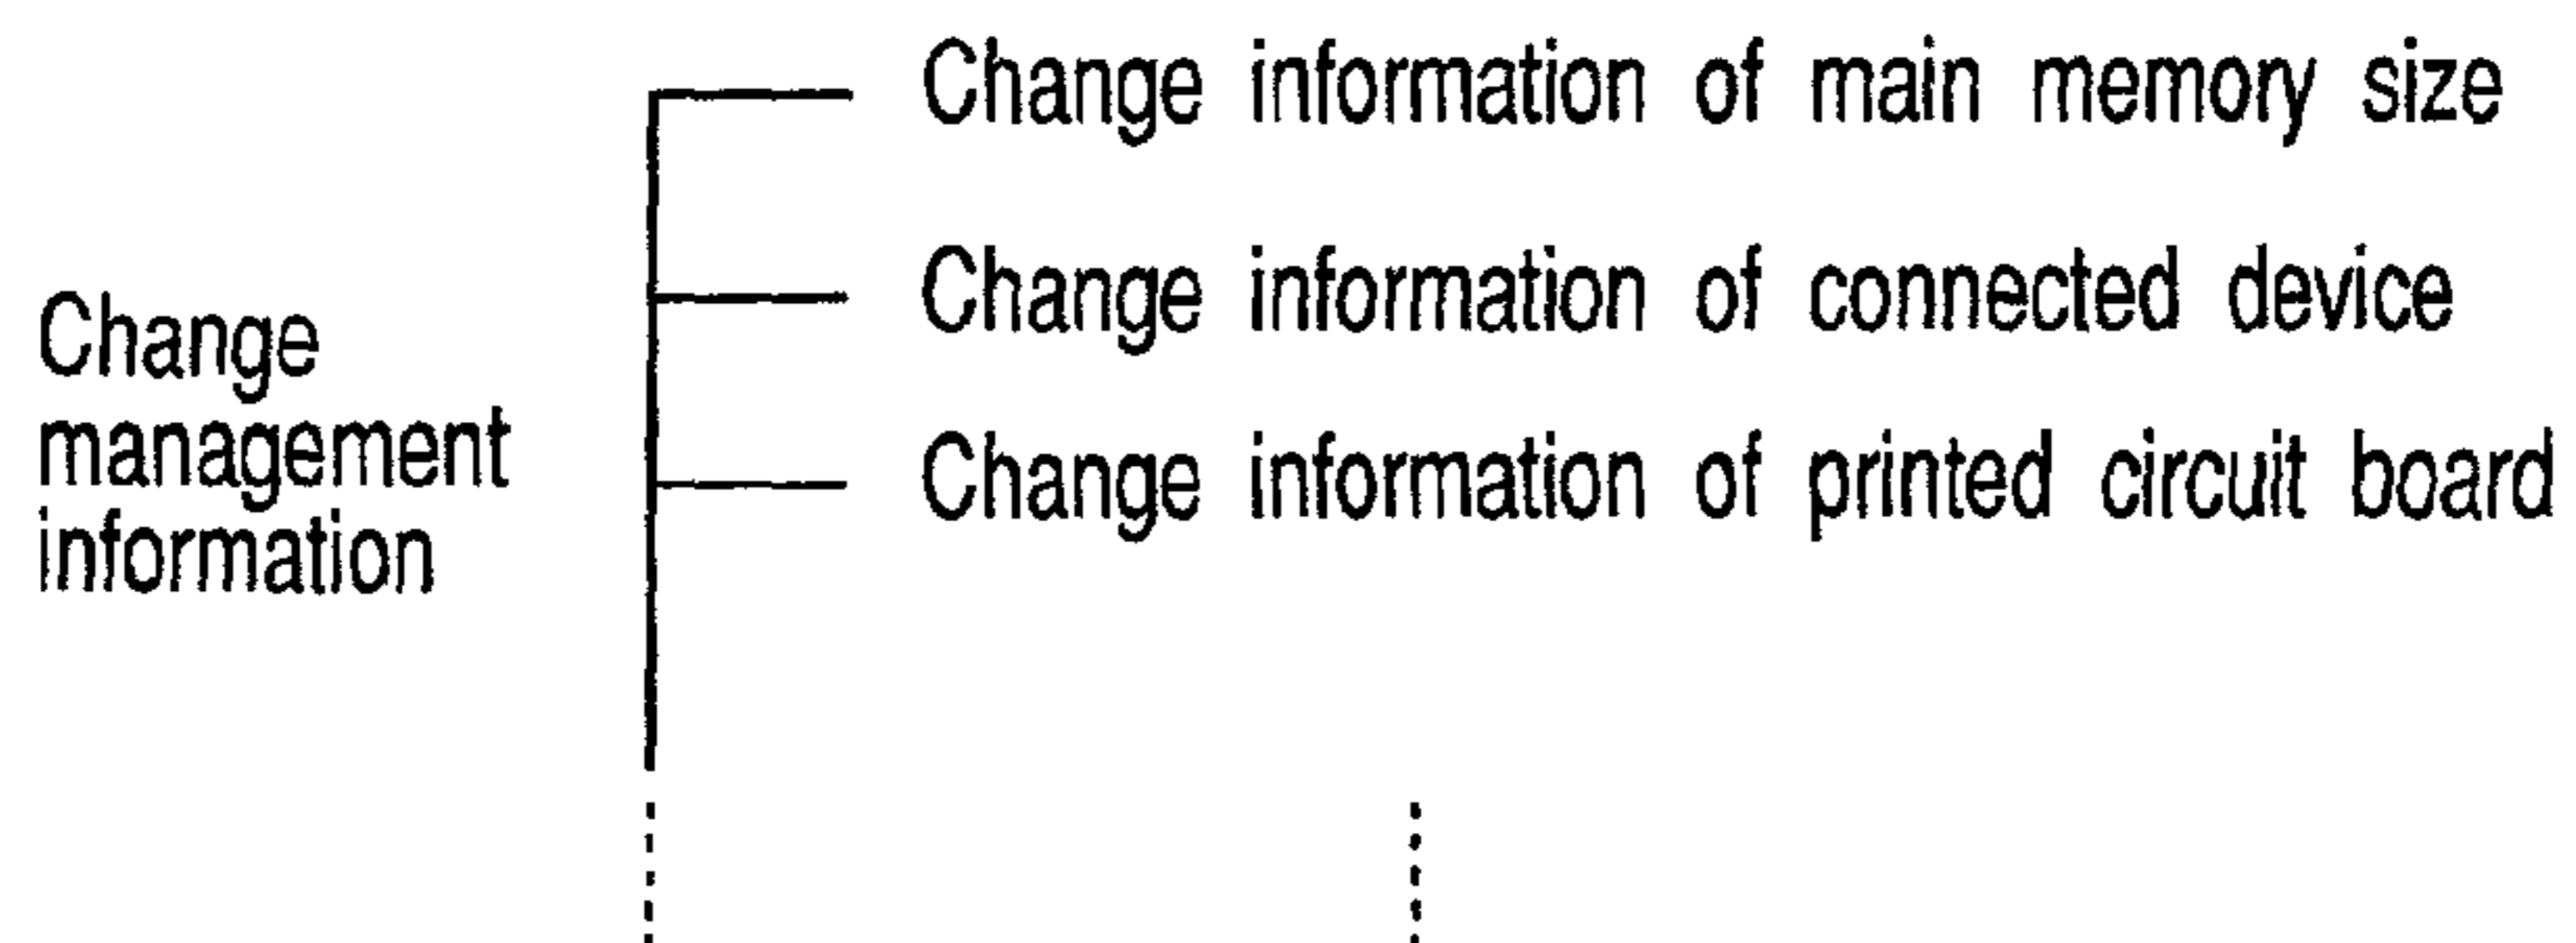 Change
management
information
Change information of main memory size
Change information of connected device
Change information of printed circuit board